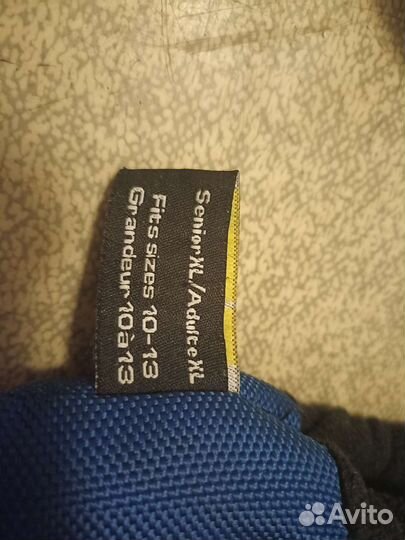 Senior XL/Adulte XL
Fits sizes 10-13
Grandeur 10 à 13
Avito